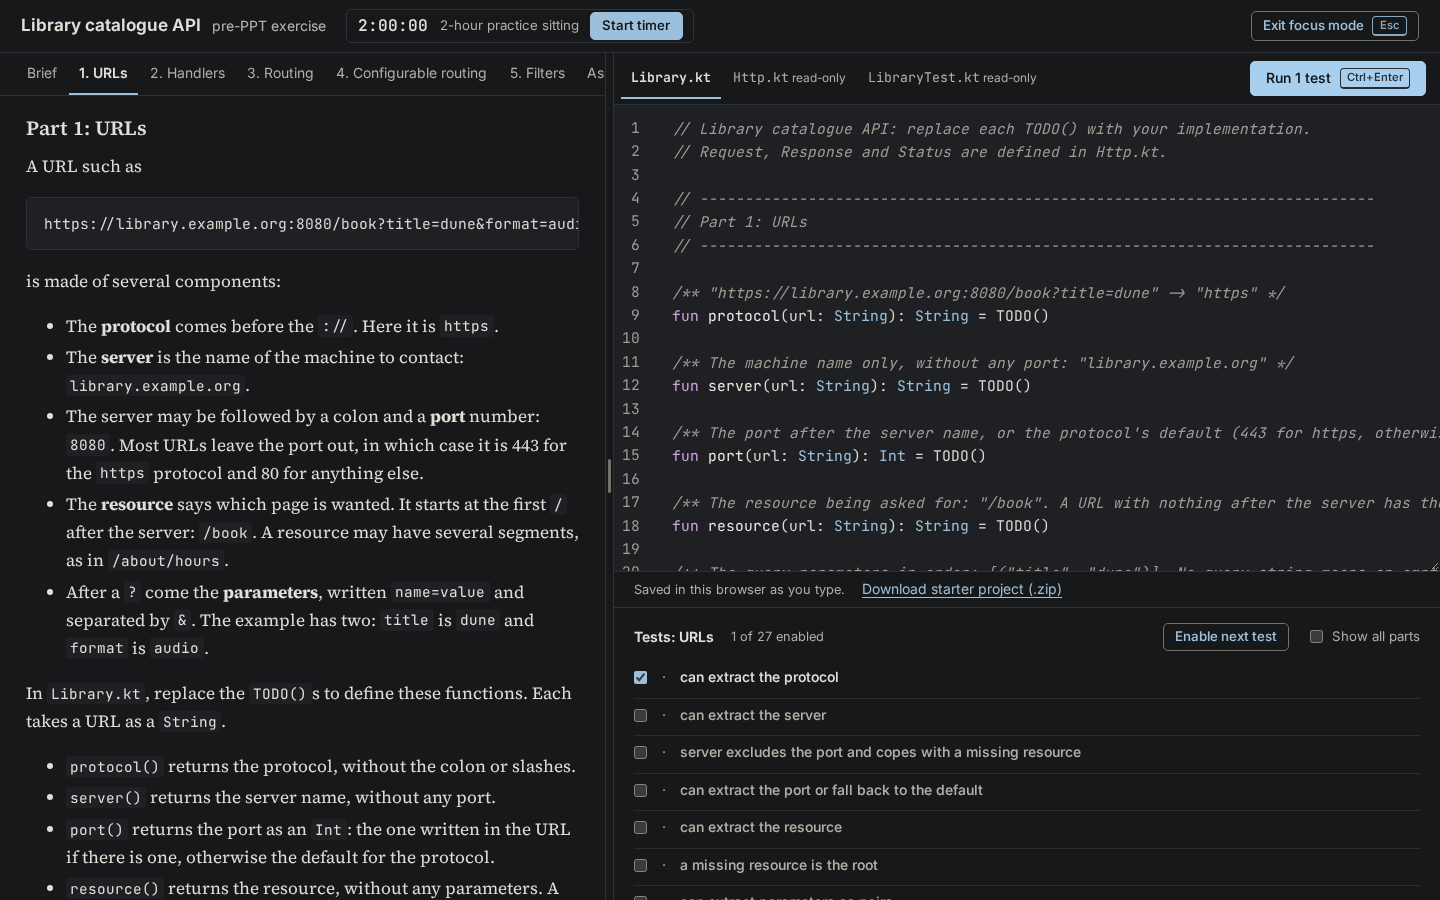 Library catalogue API pre-PPT exercise 2:00:00 2-hour practice sitting Start timer Exit focus mode Esc
Brief 1. URLs 2. Handlers 3. Routing 4. Configurable routing 5. Filters As
Part 1: URLs
A URL such as
https://library.example.org:8080/book?title=dune&format=audi
is made of several components:
• The protocol comes before the ://. Here it is https.
• The server is the name of the machine to contact:
library.example.org.
• The server may be followed by a colon and a port number:
8080. Most URLs leave the port out, in which case it is 443 for
the https protocol and 80 for anything else.
• The resource says which page is wanted. It starts at the first /
after the server: /book. A resource may have several segments,
as in /about/hours.
• After a ? come the parameters, written name=value and
separated by &. The example has two: title is dune and
format is audio.
In Library.kt, replace the TODO()s to define these functions. Each
takes a URL as a String.
• protocol() returns the protocol, without the colon or slashes.
• server() returns the server name, without any port.
• port() returns the port as an Int: the one written in the URL
if there is one, otherwise the default for the protocol.
• resource() returns the resource, without any parameters. A
Library.kt Http.kt read-only LibraryTest.kt read-only Run 1 test Ctrl+Enter
1 // Library catalogue API: replace each TODO() with your implementation.
2 // Request, Response and Status are defined in Http.kt.
3
4 // ---------------------------------------------------------------------------
5 // Part 1: URLs
6 // ---------------------------------------------------------------------------
7
8 /** "https://library.example.org:8080/book?title=dune" -> "https" */
9 fun protocol(url: String): String = TODO()
10
11 /** The machine name only, without any port: "library.example.org" */
12 fun server(url: String): String = TODO()
13
14 /** The port after the server name, or the protocol's default (443 for https, otherwi
15 fun port(url: String): Int = TODO()
16
17 /** The resource being asked for: "/book". A URL with nothing after the server has th
18 fun resource(url: String): String = TODO()
19
20 /** The query parameters in order: [("title", "dune")]. No query string means an emp
Saved in this browser as you type. Download starter project (.zip)
Tests: URLs 1 of 27 enabled Enable next test Show all parts
· can extract the protocol
· can extract the server
· server excludes the port and copes with a missing resource
· can extract the port or fall back to the default
· can extract the resource
· a missing resource is the root